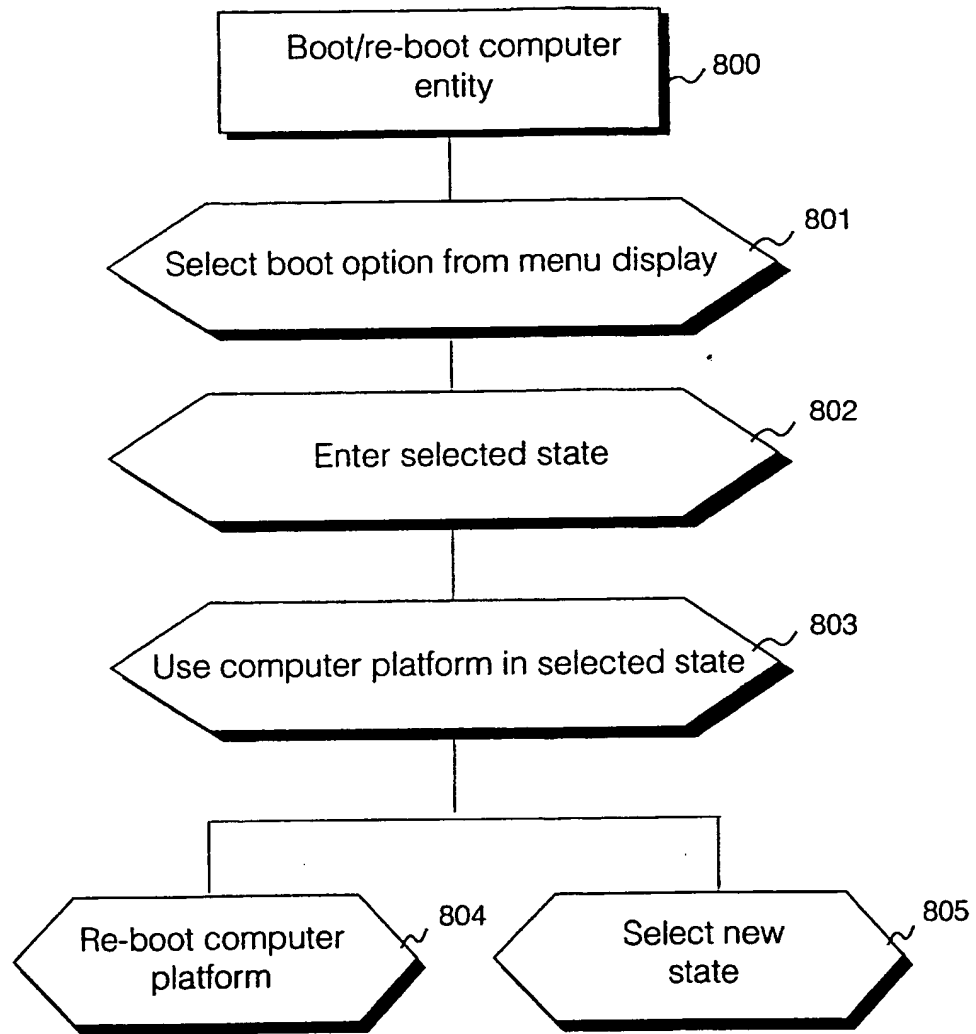 Boot/re-boot computer
entity
800
Select boot option from menu display
801
Enter selected state
802
Use computer platform in selected state
803
Re-boot computer
platform
804
Select new
state
805